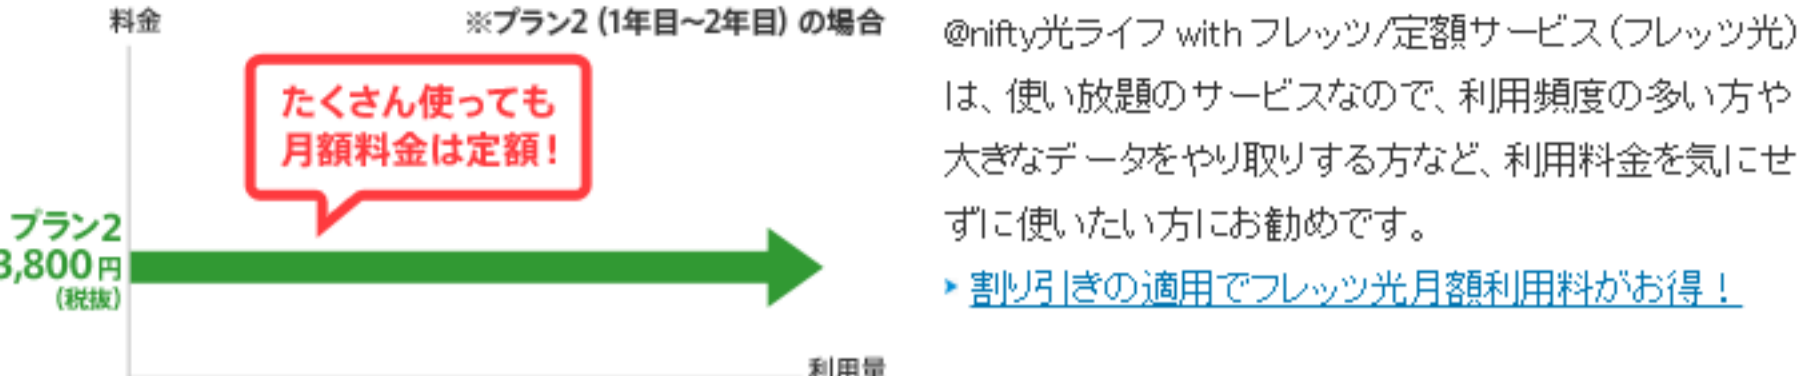 料金
※プラン2（1年目～2年目）の場合
たくさん使っても
月額料金は定額！
プラン2
3,800円
（税抜）
利用量
@nifty光ライフ with フレッツ/定額サービス（フレッツ光）
は、使い放題のサービスなので、利用頻度の多い方や
大きなデータをやり取りする方など、利用料金を気にせ
ずに使いたい方にお勧めです。
割り引きの適用でフレッツ光月額利用料がお得！